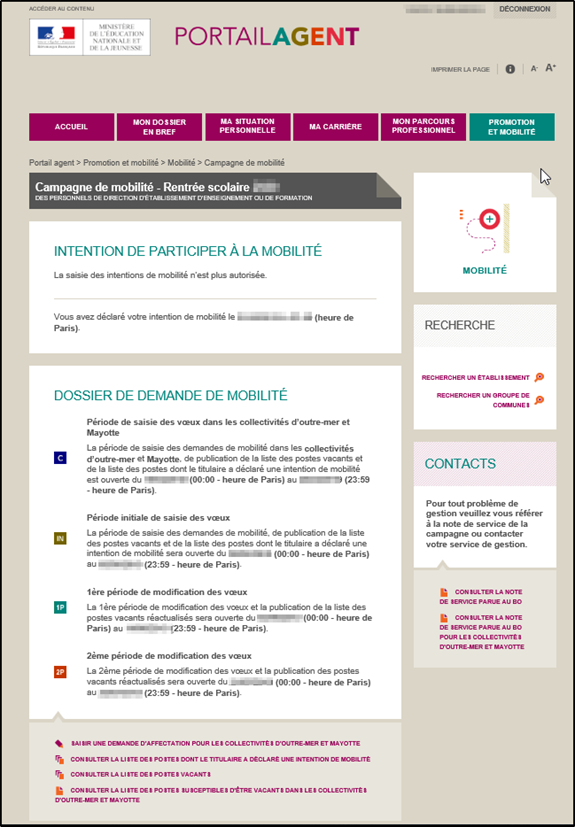 ACCÉDER AU CONTENU
DÉCONNEXION
MINISTÈRE
DE L'ÉDUCATION
NATIONALE ET
DE LA JEUNESSE
PORTAILAGENT
IMPRIMER LA PAGE
A-
A+
ACCUEIL
MON DOSSIER
EN BREF
MA SITUATION
PERSONNELLE
MA CARRIÈRE
MON PARCOURS
PROFESSIONNEL
PROMOTION
ET MOBILITÉ
Portail agent > Promotion et mobilité > Mobilité > Campagne de mobilité
Campagne de mobilité - Rentrée scolaire
DES PERSONNELS DE DIRECTION D'ÉTABLISSEMENT D'ENSEIGNEMENT OU DE FORMATION
INTENTION DE PARTICIPER À LA MOBILITÉ
La saisie des intentions de mobilité n'est plus autorisée.
Vous avez déclaré votre intention de mobilité le (heure de
Paris).
DOSSIER DE DEMANDE DE MOBILITÉ
Période de saisie des vœux dans les collectivités d'outre-mer et
Mayotte
C
La période de saisie des demandes de mobilité dans les collectivités
d'outre-mer et Mayotte, de publication de la liste des postes vacants et
de la liste des postes dont le titulaire a déclaré une intention de mobilité
est ouverte du (00:00 - heure de Paris) au (23:59
- heure de Paris).
Période initiale de saisie des vœux
IN
La période de saisie des demandes de mobilité, de publication de la liste
des postes vacants et de la liste des postes dont le titulaire a déclaré une
intention de mobilité sera ouverte du (00:00 - heure de Paris)
au (23:59 - heure de Paris).
1ère période de modification des vœux
1P
La 1ère période de modification des vœux et la publication de la liste des
postes vacants réactualisés sera ouverte du (00:00 - heure de
Paris) au (23:59 - heure de Paris).
2ème période de modification des vœux
2P
La 2ème période de modification des vœux et la publication des postes
vacants réactualisés sera ouverte du (00:00 - heure de Paris)
au (23:59 - heure de Paris).
SAISIR UNE DEMANDE D'AFFECTATION POUR LES COLLECTIVITÉS D'OUTRE-MER ET MAYOTTE
CONSULTER LA LISTE DES POSTES DONT LE TITULAIRE A DÉCLARÉ UNE INTENTION DE MOBILITÉ
CONSULTER LA LISTE DES POSTES VACANTS
CONSULTER LA LISTE DES POSTES SUSCEPTIBLES D'ÊTRE VACANTS DANS LES COLLECTIVITÉS
D'OUTRE-MER ET MAYOTTE
MOBILITÉ
RECHERCHE
RECHERCHER UN ÉTABLISSEMENT
RECHERCHER UN GROUPE DE
COMMUNES
CONTACTS
Pour tout problème de
gestion veuillez vous référer
à la note de service de la
campagne ou contacter
votre service de gestion.
CONSULTER LA NOTE
DE SERVICE PARUE AU BO
CONSULTER LA NOTE
DE SERVICE PARUE AU BO
POUR LES COLLECTIVITÉS
D'OUTRE-MER ET MAYOTTE